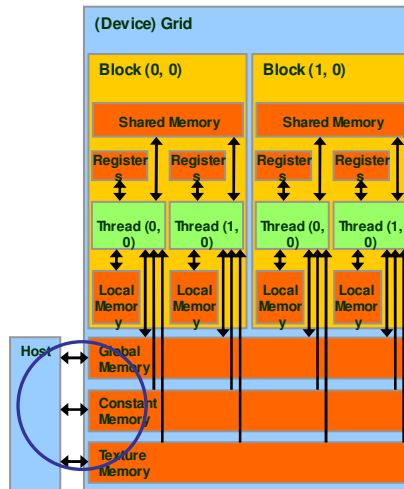 (Device) Grid
Block (0, 0)
Block (1, 0)
Shared Memory
Shared Memory
Register
s
Register
s
Register
s
Register
s
Thread (0,
0)
Thread (1,
0)
Thread (0,
0)
Thread (1,
0)
Local
Memor
y
Local
Memor
y
Local
Memor
y
Local
Memor
y
Host
Global
Memory
Constant
Memory
Texture
Memory